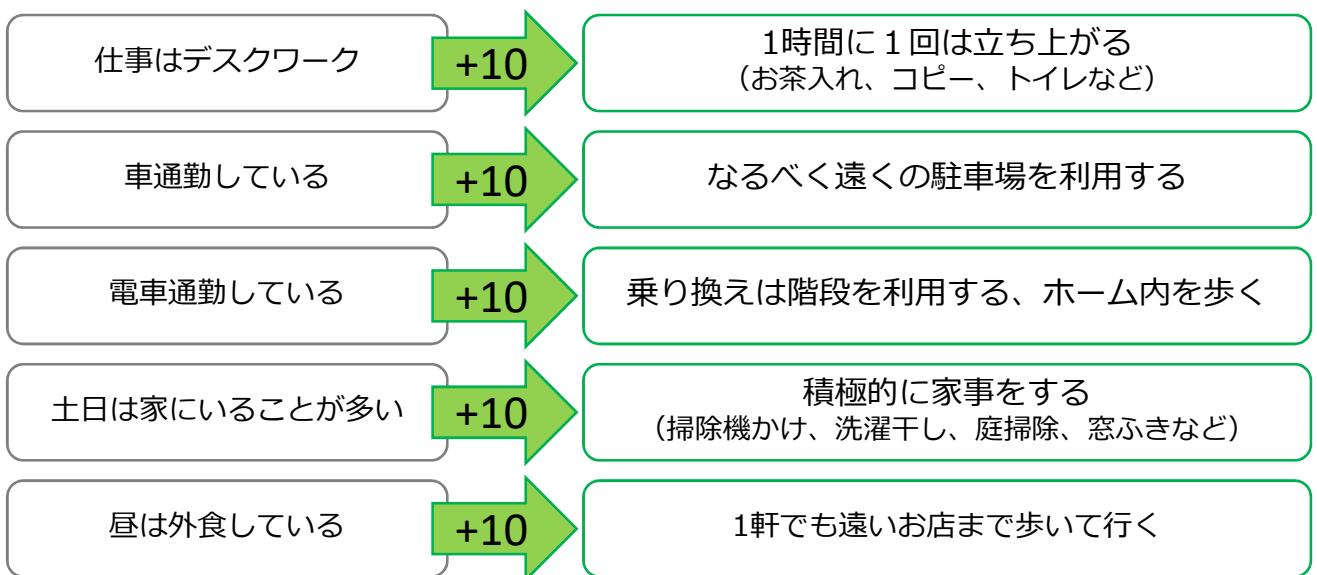 仕事はデスクワーク
+10
1時間に１回は立ち上がる
（お茶入れ、コピー、トイレなど）
車通勤している
+10
なるべく遠くの駐車場を利用する
電車通勤している
+10
乗り換えは階段を利用する、ホーム内を歩く
土日は家にいることが多い
+10
積極的に家事をする
（掃除機かけ、洗濯干し、庭掃除、窓ふきなど）
昼は外食している
+10
1軒でも遠いお店まで歩いて行く